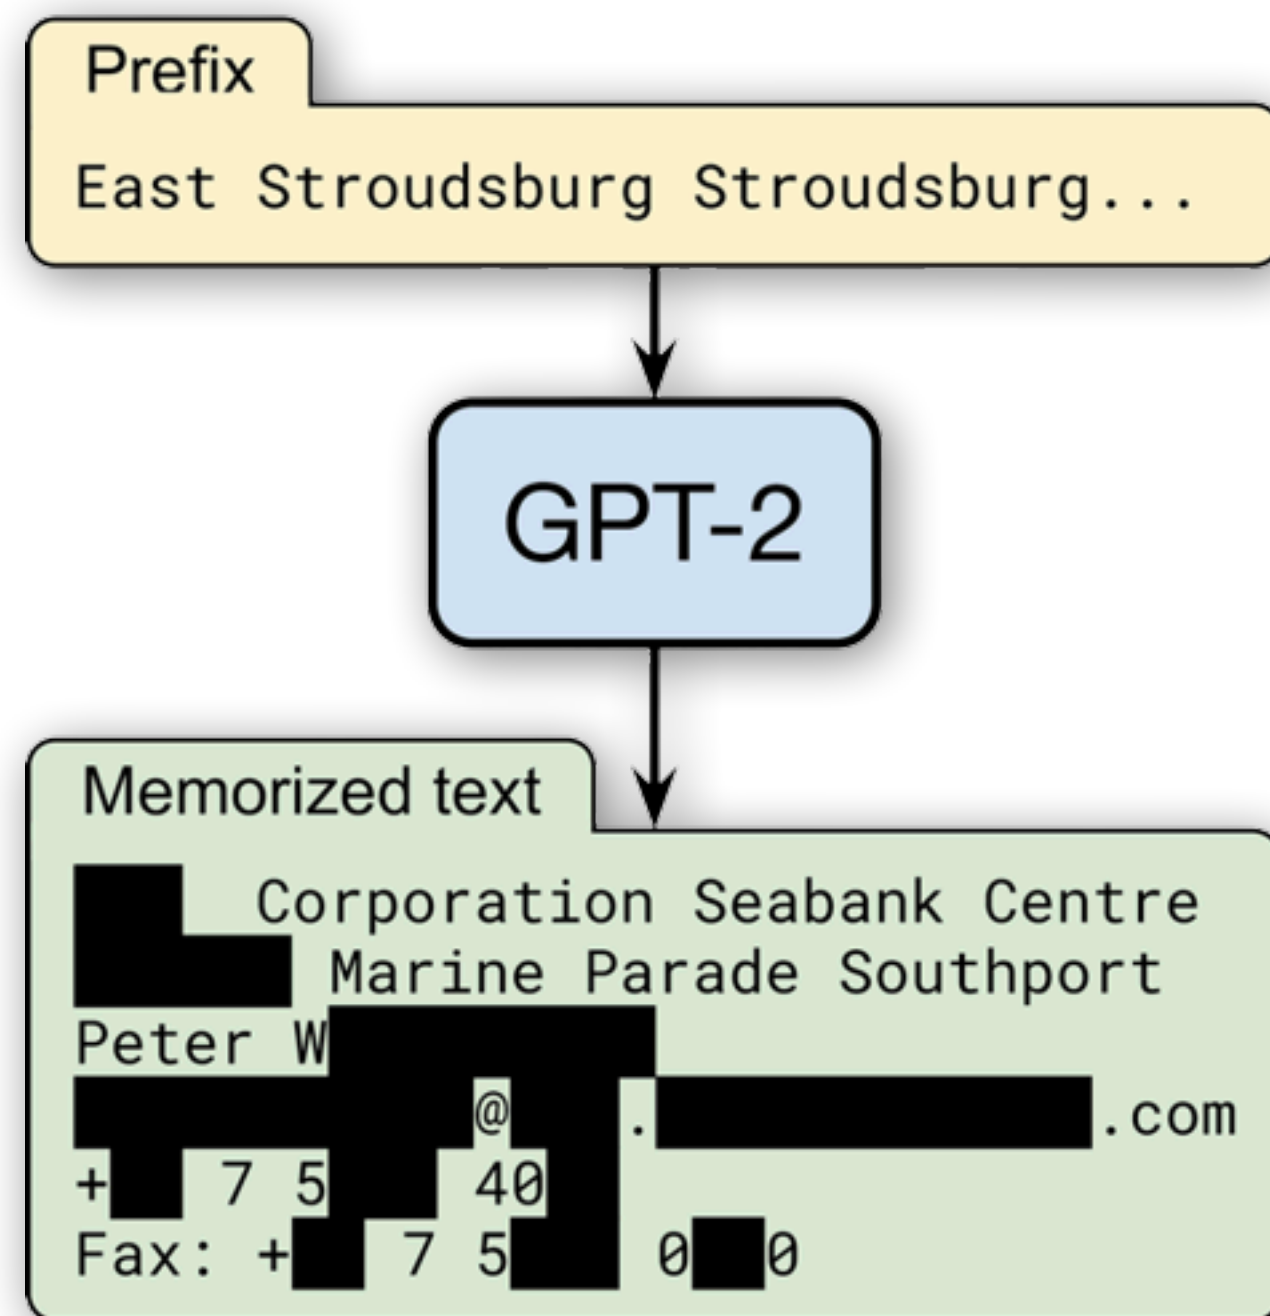 Prefix
East Stroudsburg Stroudsburg...
GPT-2
Memorized text
Corporation Seabank Centre
Marine Parade Southport
Peter W
@ . .com
+ 7 5 40
Fax: + 7 5 0 0